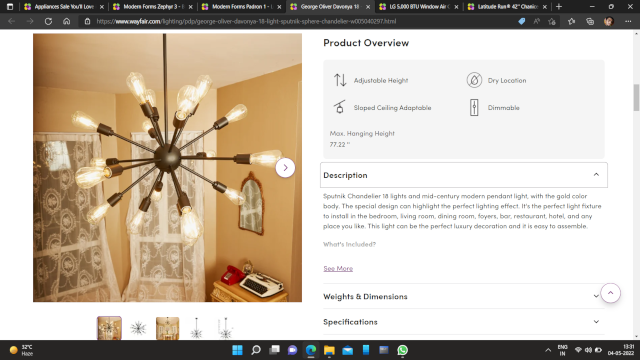 Appliances Sale You'll Love
Modern Forms Zephyr 3 -
Modern Forms Padron 1 -
George Oliver Davonya 18
LG 5,000 BTU Window Air C
Latitude Run® 42" Chanice
https://www.wayfair.com/lighting/pdp/george-oliver-davonya-18-light-sputnik-sphere-chandelier-w005040297.html
Product Overview
Adjustable Height
Dry Location
Sloped Ceiling Adaptable
Dimmable
Max. Hanging Height
77.22 ''
Description
Sputnik Chandelier 18 lights and mid-century modern pendant light, with the gold color
body. The special design can highlight the perfect lighting effect. It's the perfect light fixture
to install in the bedroom, living room, dining room, foyers, bar, restaurant, hotel, and any
place you like. This light can be the perfect luxury decoration and it is easy to assemble.
What's Included?
See More
Weights & Dimensions
Specifications
32°C
Haze
ENG
IN
13:31
04-05-2022